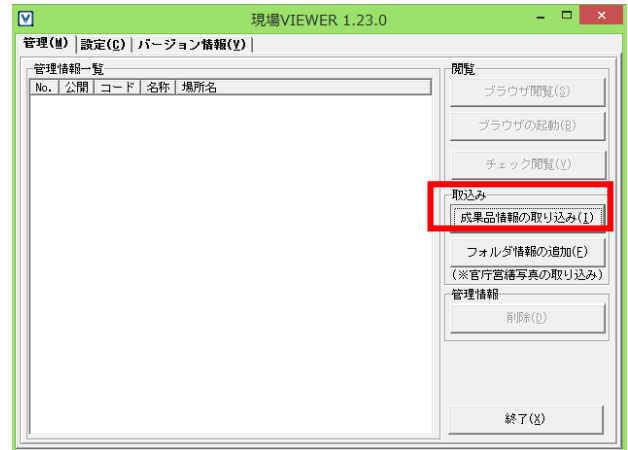 現場VIEWER 1.23.0
管理(M) 設定(C) バージョン情報(V)
管理情報一覧
No. 公開 コード 名称 場所名
閲覧
ブラウザ閲覧(S)
ブラウザの起動(B)
チェック閲覧(Y)
取込み
成果品情報の取り込み(I)
フォルダ情報の追加(F)
(※官庁営繕写真の取り込み)
管理情報
削除(D)
終了(X)